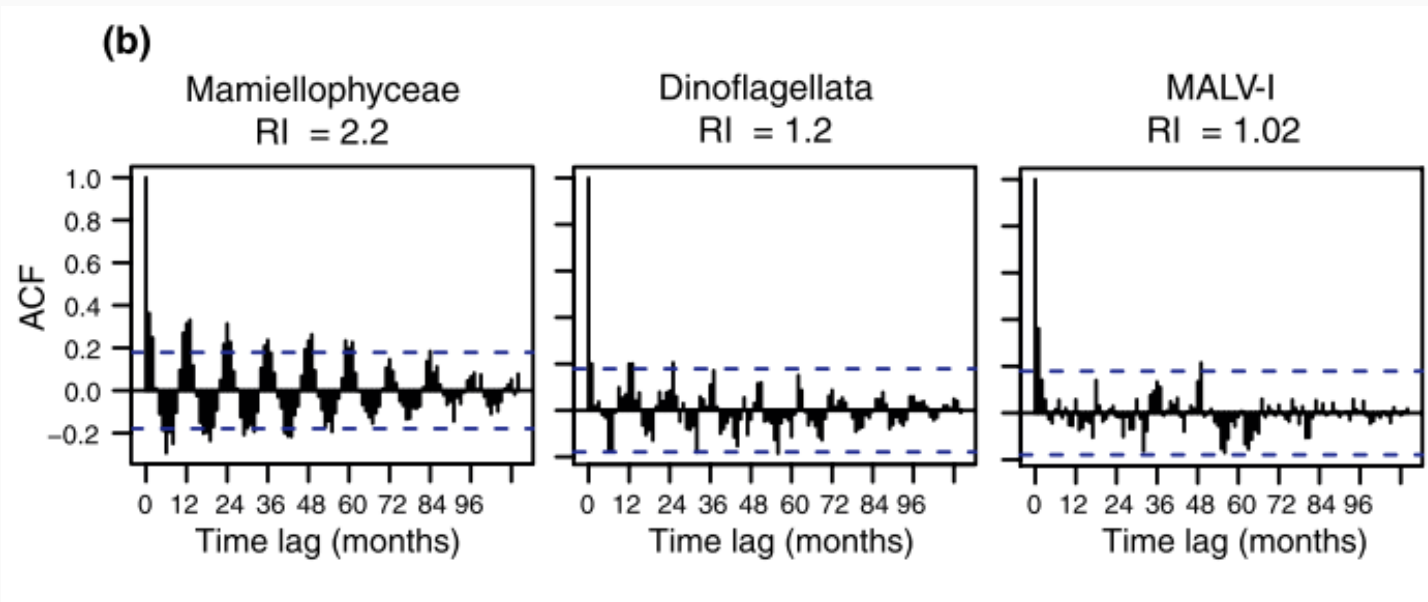 (b)
Mamiellophyceae Dinoflagellata MALV-I
RI = 2.2 RI = 1.2 RI = 1.02
1.0
0.8
0.6
0.4
0.2
0.0
−0.2
ACF
0 12 24 36 48 60 72 84 96 0 12 24 36 48 60 72 84 96 0 12 24 36 48 60 72 84 96
Time lag (months) Time lag (months) Time lag (months)